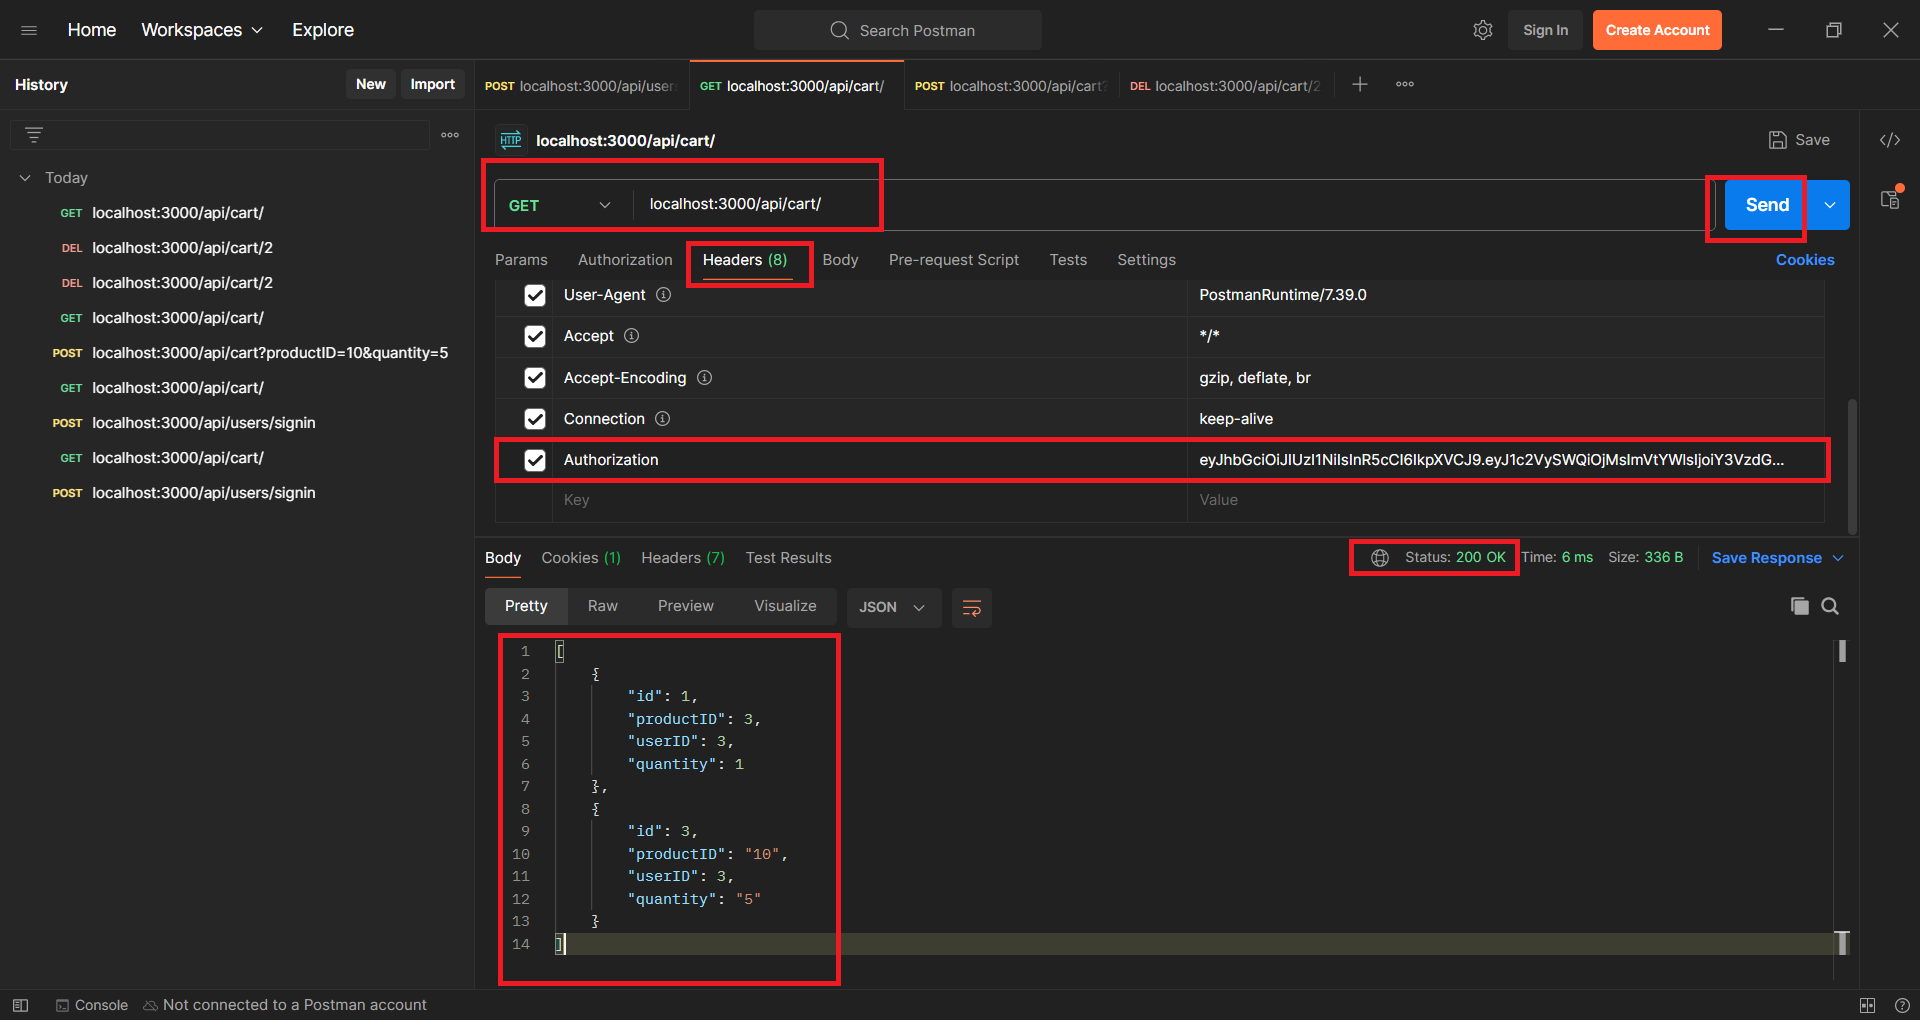 Home Workspaces Explore Search Postman Sign In Create Account
History New Import
POST localhost:3000/api/user GET localhost:3000/api/cart/ POST localhost:3000/api/cart? DEL localhost:3000/api/cart/2
Today
GET localhost:3000/api/cart/
DEL localhost:3000/api/cart/2
DEL localhost:3000/api/cart/2
GET localhost:3000/api/cart/
POST localhost:3000/api/cart?productID=10&quantity=5
GET localhost:3000/api/cart/
POST localhost:3000/api/users/signin
GET localhost:3000/api/cart/
POST localhost:3000/api/users/signin
HTTP localhost:3000/api/cart/ Save
GET localhost:3000/api/cart/ Send
Params Authorization Headers (8) Body Pre-request Script Tests Settings Cookies
User-Agent PostmanRuntime/7.39.0
Accept */*
Accept-Encoding gzip, deflate, br
Connection keep-alive
Authorization eyJhbGciOiJIUzI1NiIsInR5cCI6IkpXVCJ9.eyJ1c2VySWQiOjMsImVtYWlsIjoiY3VzdG...
Key Value
Body Cookies (1) Headers (7) Test Results Status: 200 OK Time: 6 ms Size: 336 B Save Response
Pretty Raw Preview Visualize JSON
1 [
2 {
3 "id": 1,
4 "productID": 3,
5 "userID": 3,
6 "quantity": 1
7 },
8 {
9 "id": 3,
10 "productID": "10",
11 "userID": 3,
12 "quantity": "5"
13 }
14 ]
Console Not connected to a Postman account